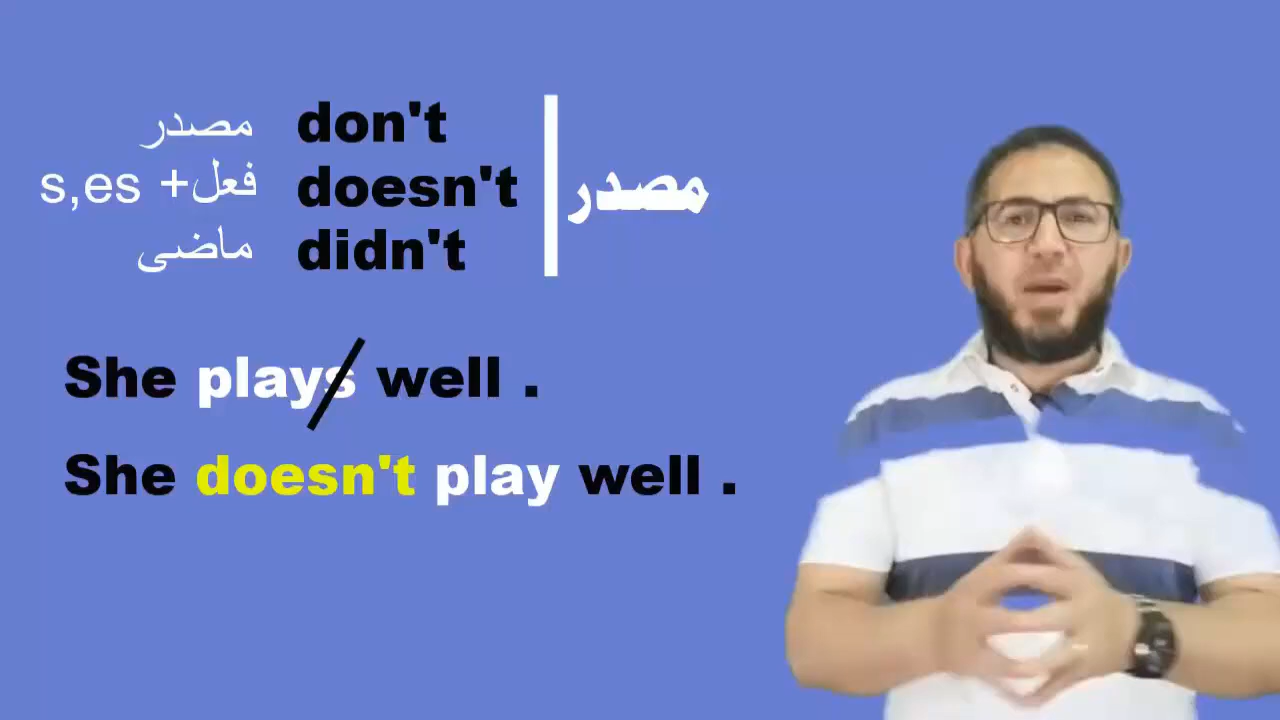 مصدر don't
s,es +فعل doesn't مصدر
ماضى didn't
She plays well .
She doesn't play well .